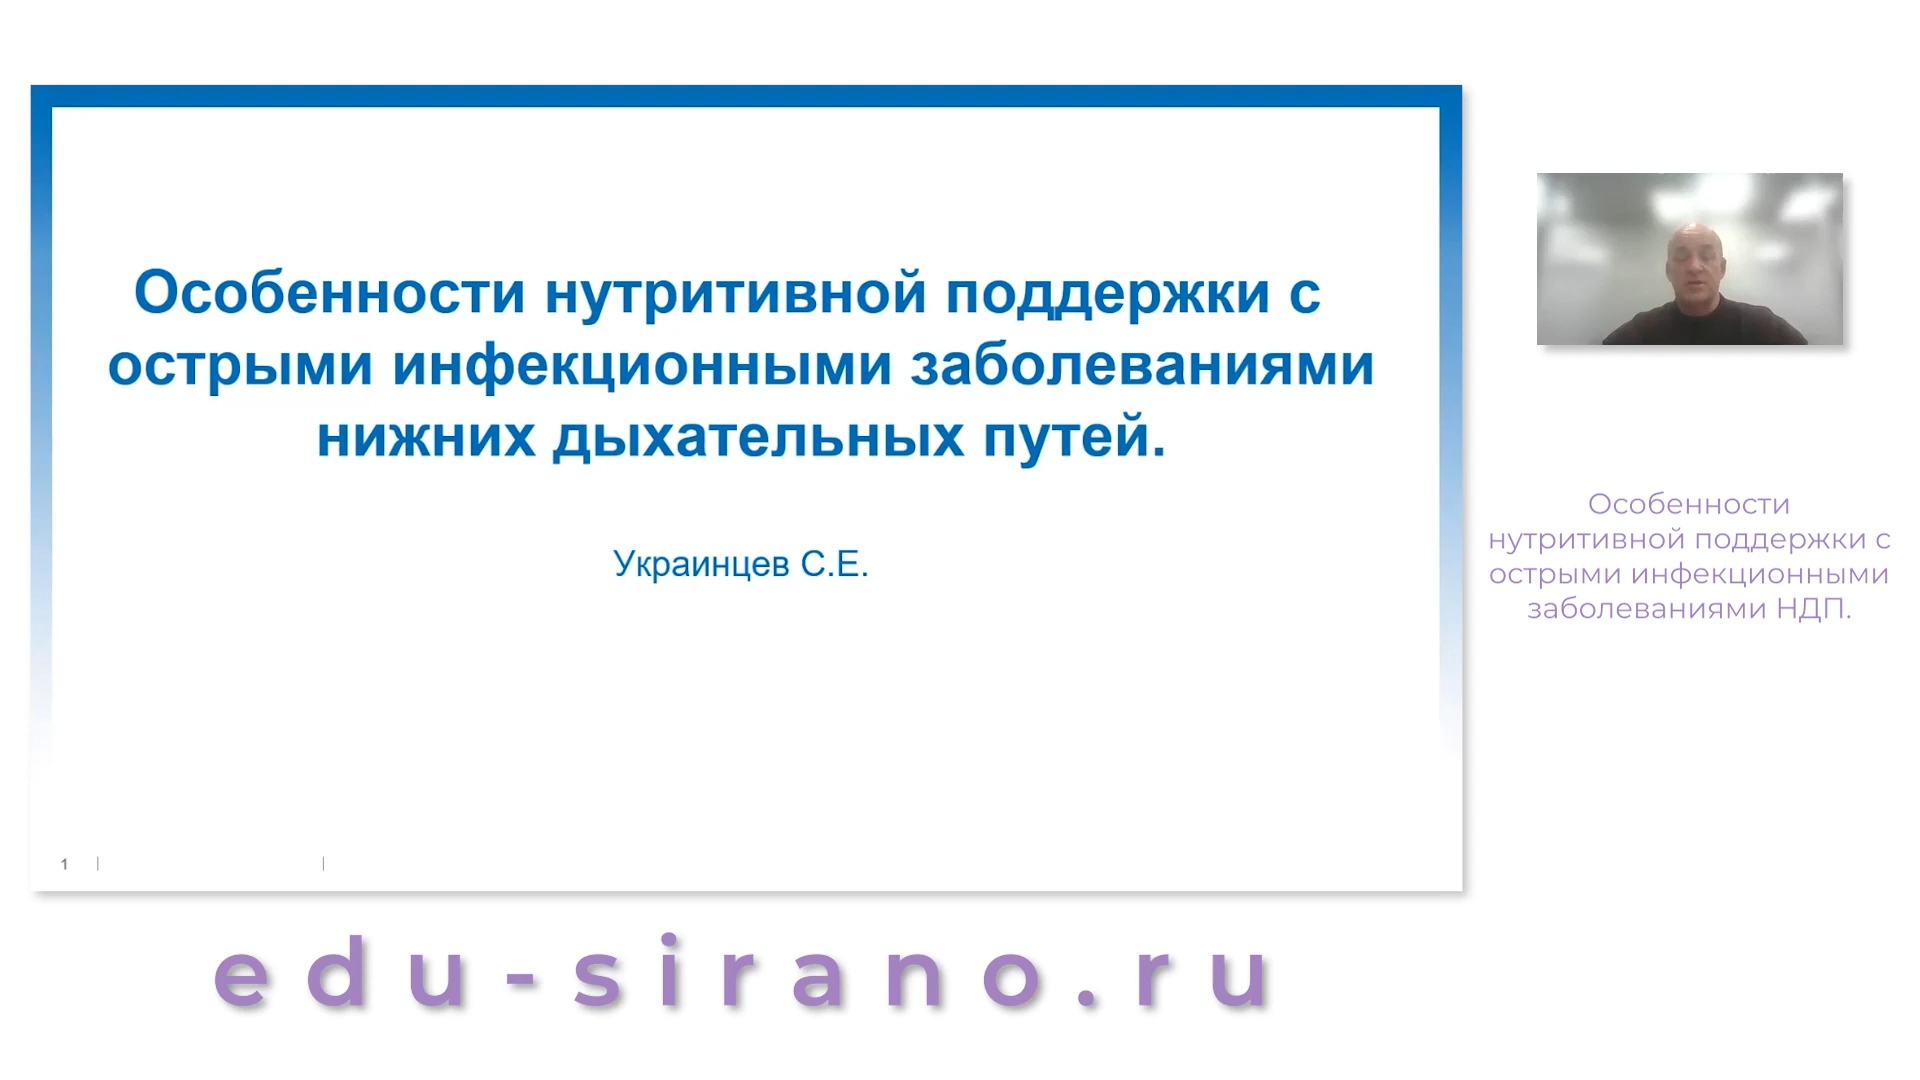 Особенности нутритивной поддержки с
острыми инфекционными заболеваниями
нижних дыхательных путей.
Украинцев С.Е.
1
Особенности
нутритивной поддержки с
острыми инфекционными
заболеваниями НДП.
edu-sirano.ru